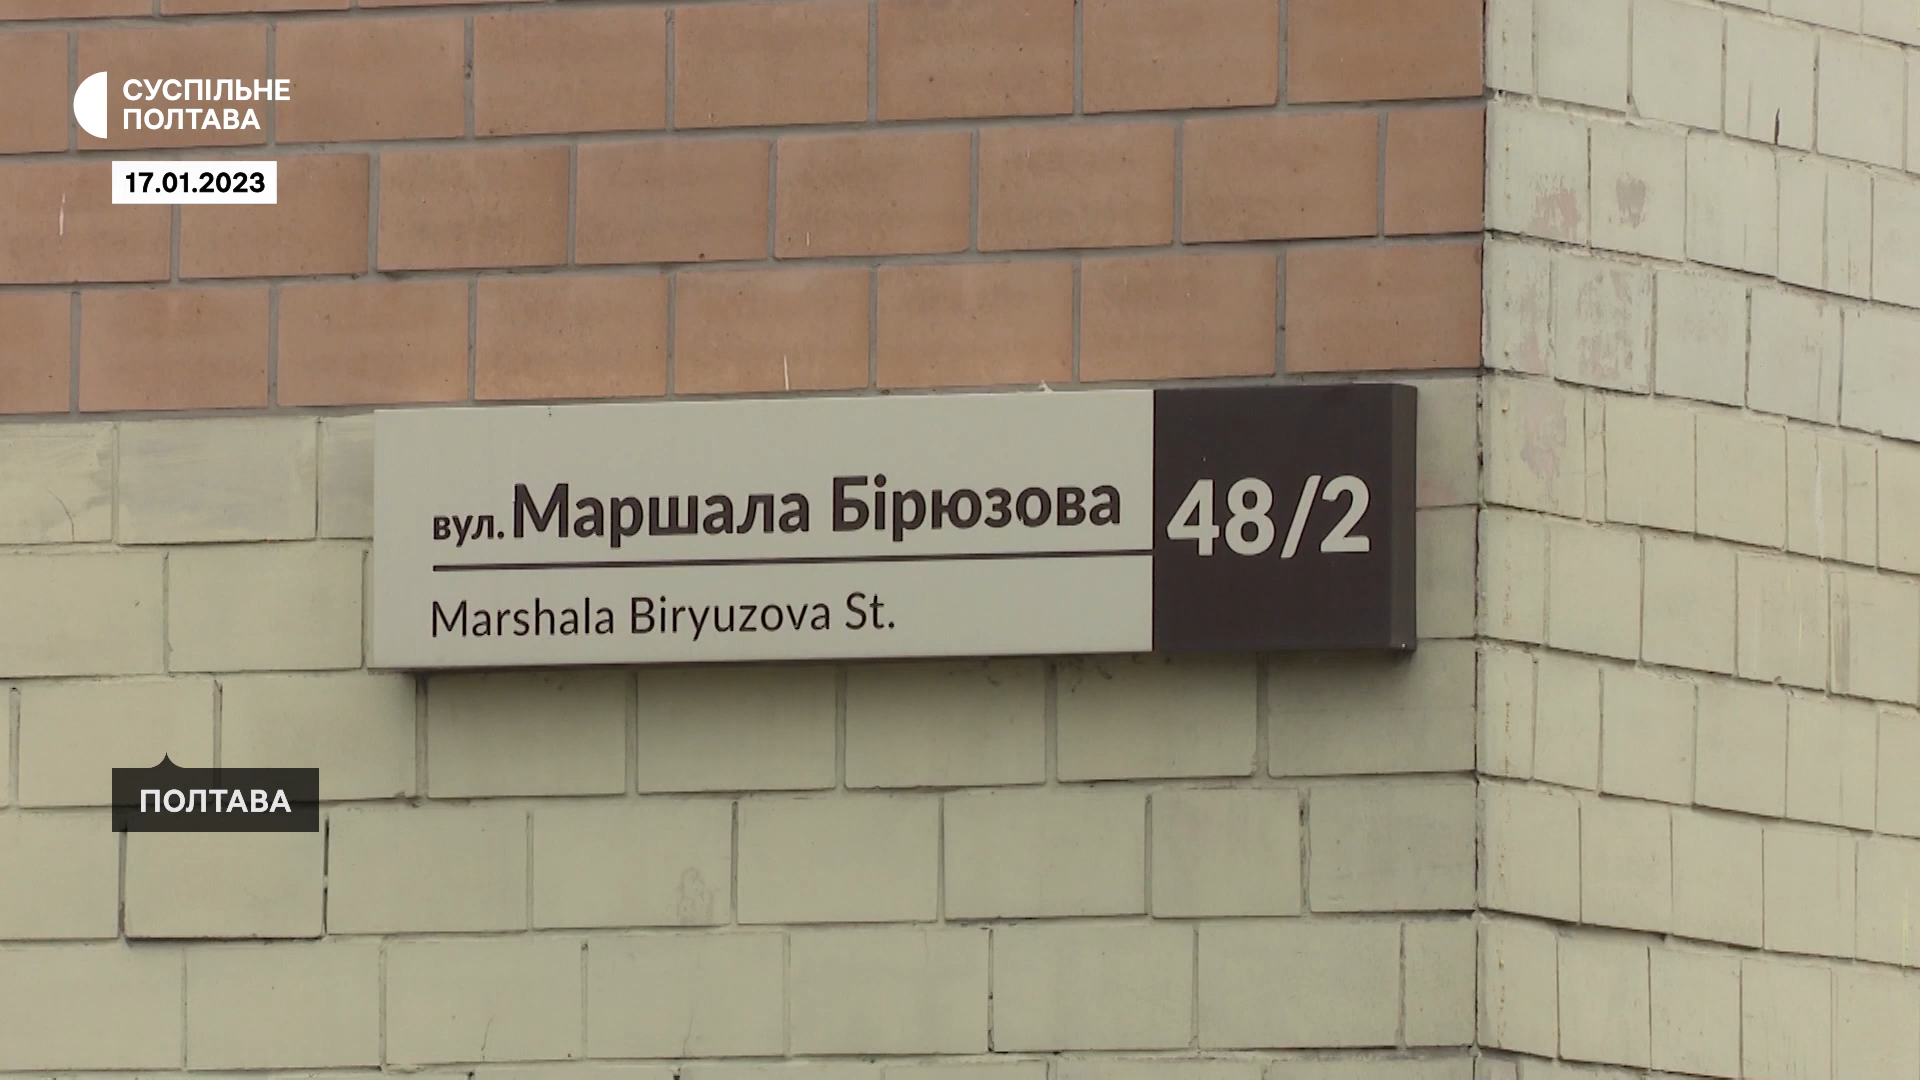 СУСПІЛЬНЕ
ПОЛТАВА
17.01.2023
вул. Маршала Бірюзова
48/2
Marshala Biryuzova St.
ПОЛТАВА